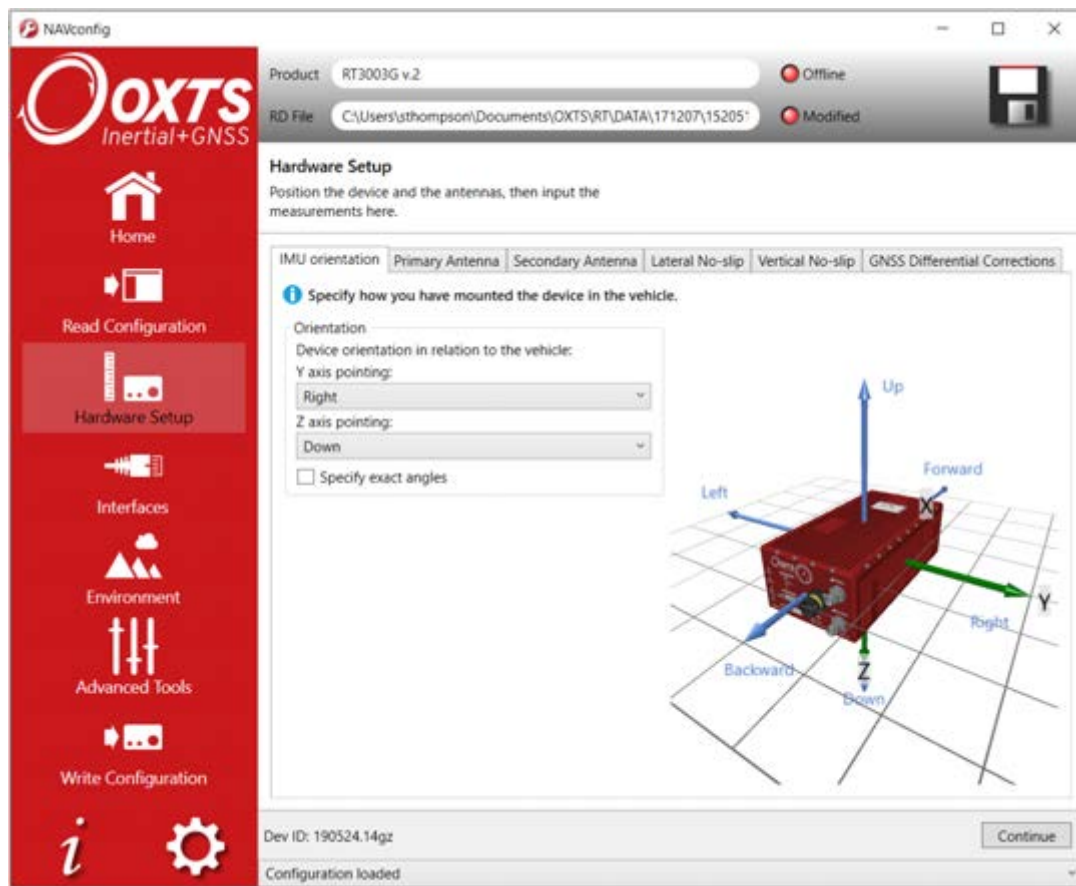 NAVconfig
OXTS
Inertial+GNSS
Product RT3003G v.2 Offline
RD File C:\Users\sthompson\Documents\OXTS\RT\DATA\171207\15205 Modified
Home
Read Configuration
Hardware Setup
Interfaces
Environment
Advanced Tools
Write Configuration
i
Hardware Setup
Position the device and the antennas, then input the
measurements here.
IMU orientation Primary Antenna Secondary Antenna Lateral No-slip Vertical No-slip GNSS Differential Corrections
Specify how you have mounted the device in the vehicle.
Orientation
Device orientation in relation to the vehicle:
Y axis pointing:
Right
Z axis pointing:
Down
Specify exact angles
Up
Forward
X
Left
OXTS
Y
Right
Backward
Z
Down
Dev ID: 190524.14gz
Continue
Configuration loaded